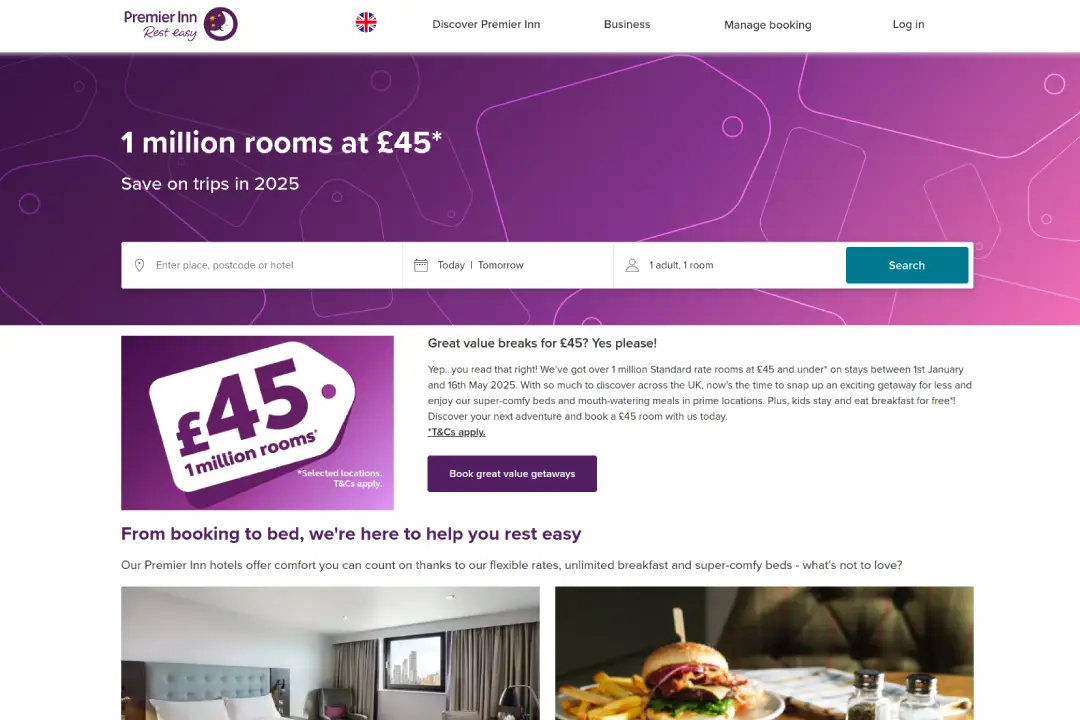 Premier Inn
Rest easy
Discover Premier Inn
Business
Manage booking
Log in
1 million rooms at £45*
Save on trips in 2025
Enter place, postcode or hotel
Today | Tomorrow
1 adult, 1 room
Search
£45
1 million rooms*
*Selected locations.
T&Cs apply.
Great value breaks for £45? Yes please!
Yep...you read that right! We've got over 1 million Standard rate rooms at £45 and under* on stays between 1st January
and 16th May 2025. With so much to discover across the UK, now's the time to snap up an exciting getaway for less and
enjoy our super-comfy beds and mouth-watering meals in prime locations. Plus, kids stay and eat breakfast for free*!
Discover your next adventure and book a £45 room with us today.
*T&Cs apply.
Book great value getaways
From booking to bed, we're here to help you rest easy
Our Premier Inn hotels offer comfort you can count on thanks to our flexible rates, unlimited breakfast and super-comfy beds - what's not to love?